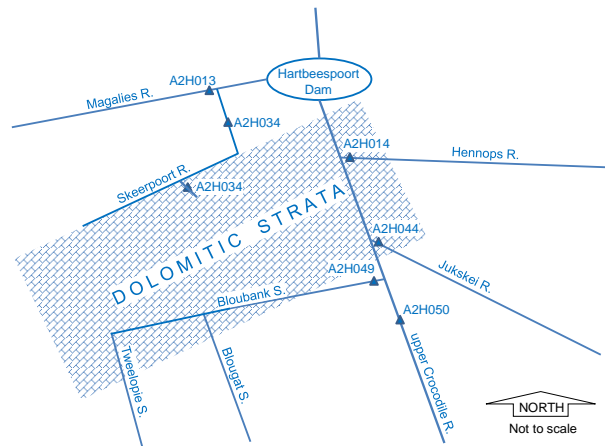 Hartbeespoort
Dam
A2H013
Magalies R.
A2H034
A2H014
Hennops R.
Skeerpoort R.
A2H034
DOLOMITIC STRATA
A2H044
Jukskei R.
A2H049
Bloubank S.
A2H050
Tweelopie S.
Blougat S.
upper Crocodile R.
NORTH
Not to scale